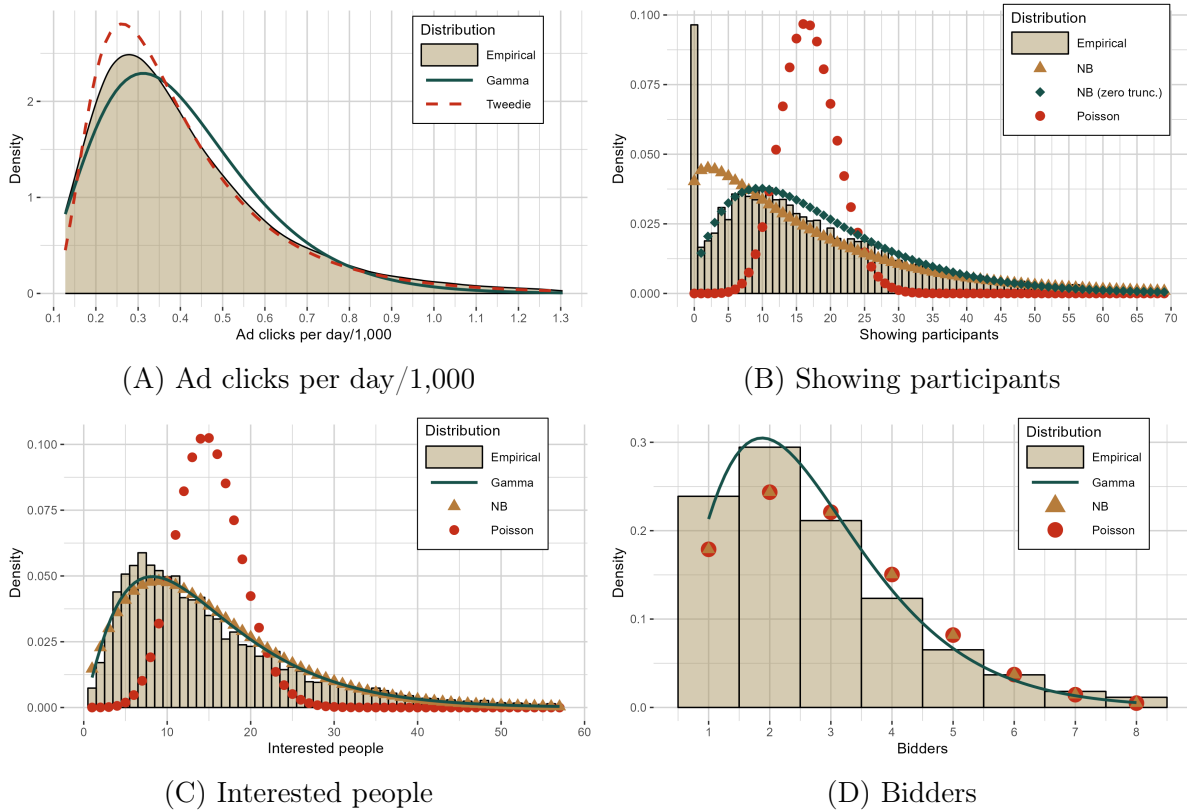 Distribution
Empirical
Gamma
Tweedie
Density
2
1
0
0.1 0.2 0.3 0.4 0.5 0.6 0.7 0.8 0.9 1.0 1.1 1.2 1.3
Ad clicks per day/1,000
(A) Ad clicks per day/1,000
Distribution
Empirical
NB
NB (zero trunc.)
Poisson
Density
0.100
0.075
0.050
0.025
0.000
0 5 10 15 20 25 30 35 40 45 50 55 60 65 70
Showing participants
(B) Showing participants
Distribution
Empirical
Gamma
NB
Poisson
Density
0.100
0.075
0.050
0.025
0.000
0 10 20 30 40 50 60
Interested people
(C) Interested people
Distribution
Empirical
Gamma
NB
Poisson
Density
0.3
0.2
0.1
0.0
1 2 3 4 5 6 7 8
Bidders
(D) Bidders